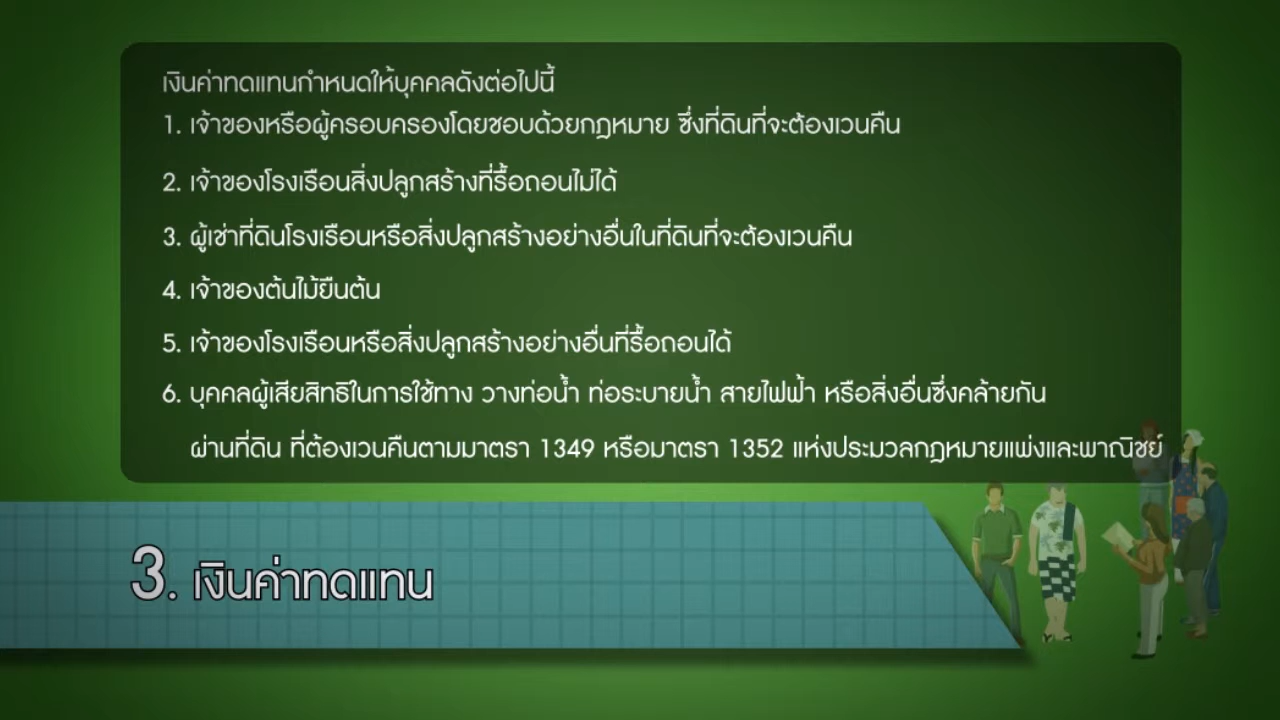 เงินค่าทดแทนกำหนดให้บุคคลดังต่อไปนี้
1. เจ้าของหรือผู้ครอบครองโดยชอบด้วยกฎหมาย ซึ่งที่ดินที่จะต้องเวนคืน
2. เจ้าของโรงเรือนสิ่งปลูกสร้างที่รื้อถอนไม่ได้
3. ผู้เช่าที่ดินโรงเรือนหรือสิ่งปลูกสร้างอย่างอื่นในที่ดินที่จะต้องเวนคืน
4. เจ้าของต้นไม้ยืนต้น
5. เจ้าของโรงเรือนหรือสิ่งปลูกสร้างอย่างอื่นที่รื้อถอนได้
6. บุคคลผู้เสียสิทธิในการใช้ทาง วางท่อน้ำ ท่อระบายน้ำ สายไฟฟ้า หรือสิ่งอื่นซึ่งคล้ายกัน
ผ่านที่ดิน ที่ต้องเวนคืนตามมาตรา 1349 หรือมาตรา 1352 แห่งประมวลกฎหมายแพ่งและพาณิชย์
3. เงินค่าทดแทน